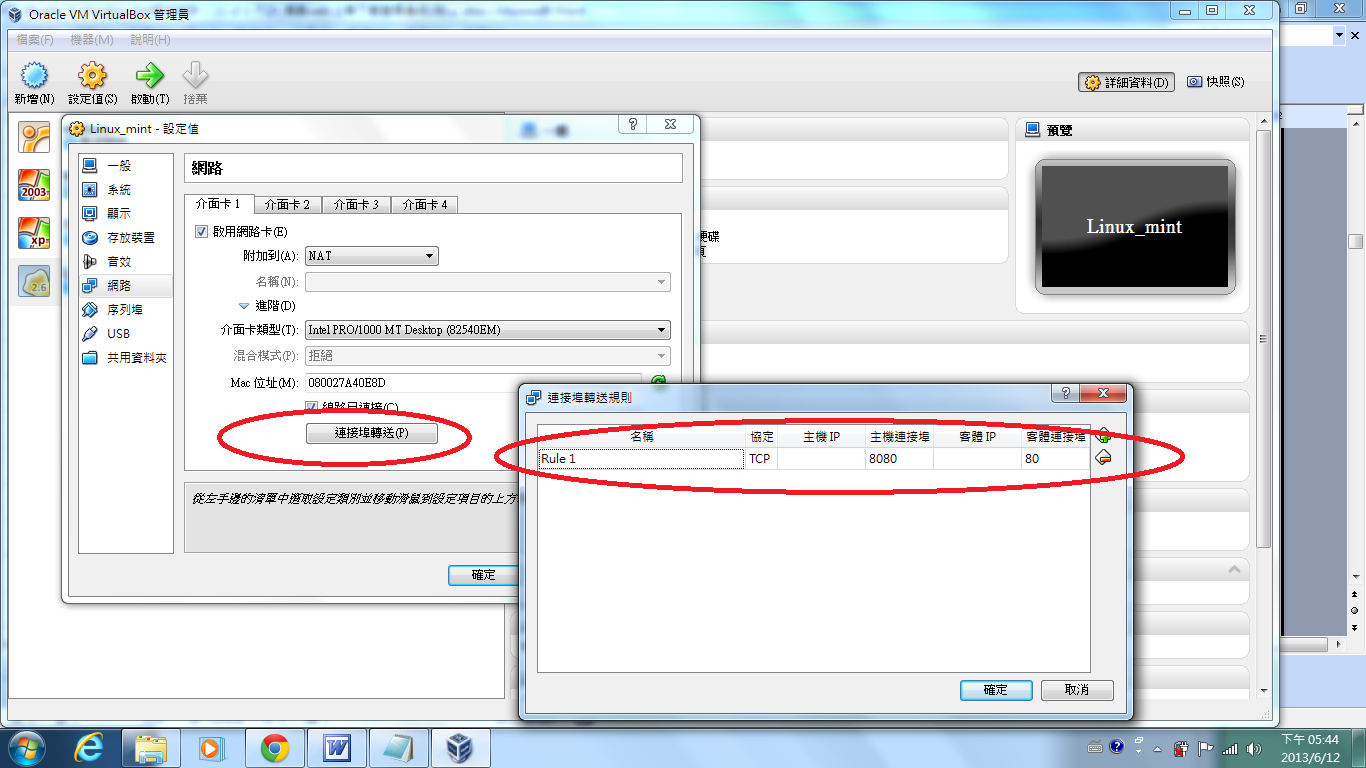 Oracle VM VirtualBox 管理員
檔案(F) 機器(M) 說明(H)
新增(N) 設定值(S) 啟動(T) 捨棄
詳細資料(D) 快照(S)
2003
xp
2.6
Linux_mint - 設定值
一般
系統
顯示
存放裝置
音效
網路
序列埠
USB
共用資料夾
網路
介面卡 1 介面卡 2 介面卡 3 介面卡 4
啟用網路卡(E)
附加到(A): NAT
名稱(N):
進階(D)
介面卡類型(T): Intel PRO/1000 MT Desktop (82540EM)
混合模式(P): 拒絕
Mac 位址(M): 080027A40E8D
線路已連接(C)
連接埠轉送(P)
從左手邊的清單中選取設定類別並移動滑鼠到設定項目的上方
確定
硬碟
預覽
Linux_mint
連接埠轉送規則
名稱 協定 主機 IP 主機連接埠 客體 IP 客體連接埠
Rule 1 TCP 8080 80
確定 取消
下午 05:44
2013/6/12